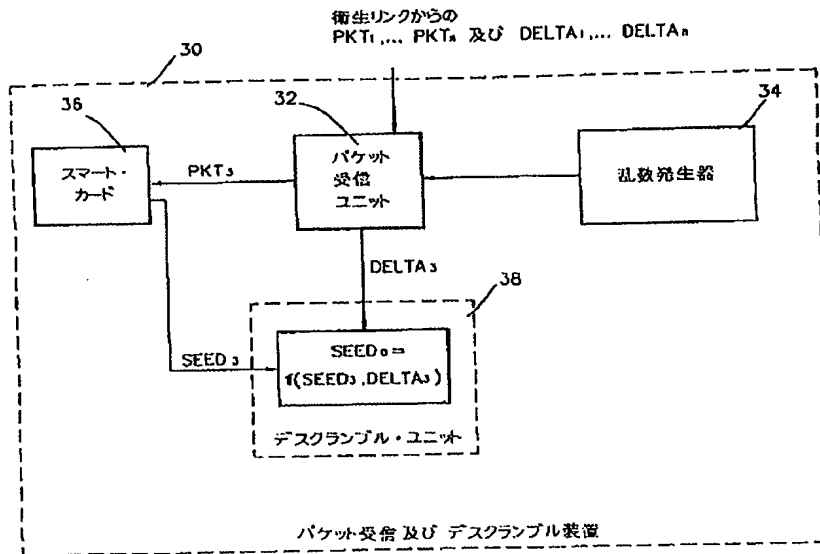 衛生リンクからの
PKT₁,... PKTₙ 及び DELTA₁,... DELTAₙ
30
36
32
34
スマート・
カード
PKT₃
パケット
受信
ユニット
乱数発生器
DELTA₃
38
SEED₃
SEED₀=
f(SEED₃,DELTA₃)
デスクランブル・ユニット
パケット受信及びデスクランブル装置